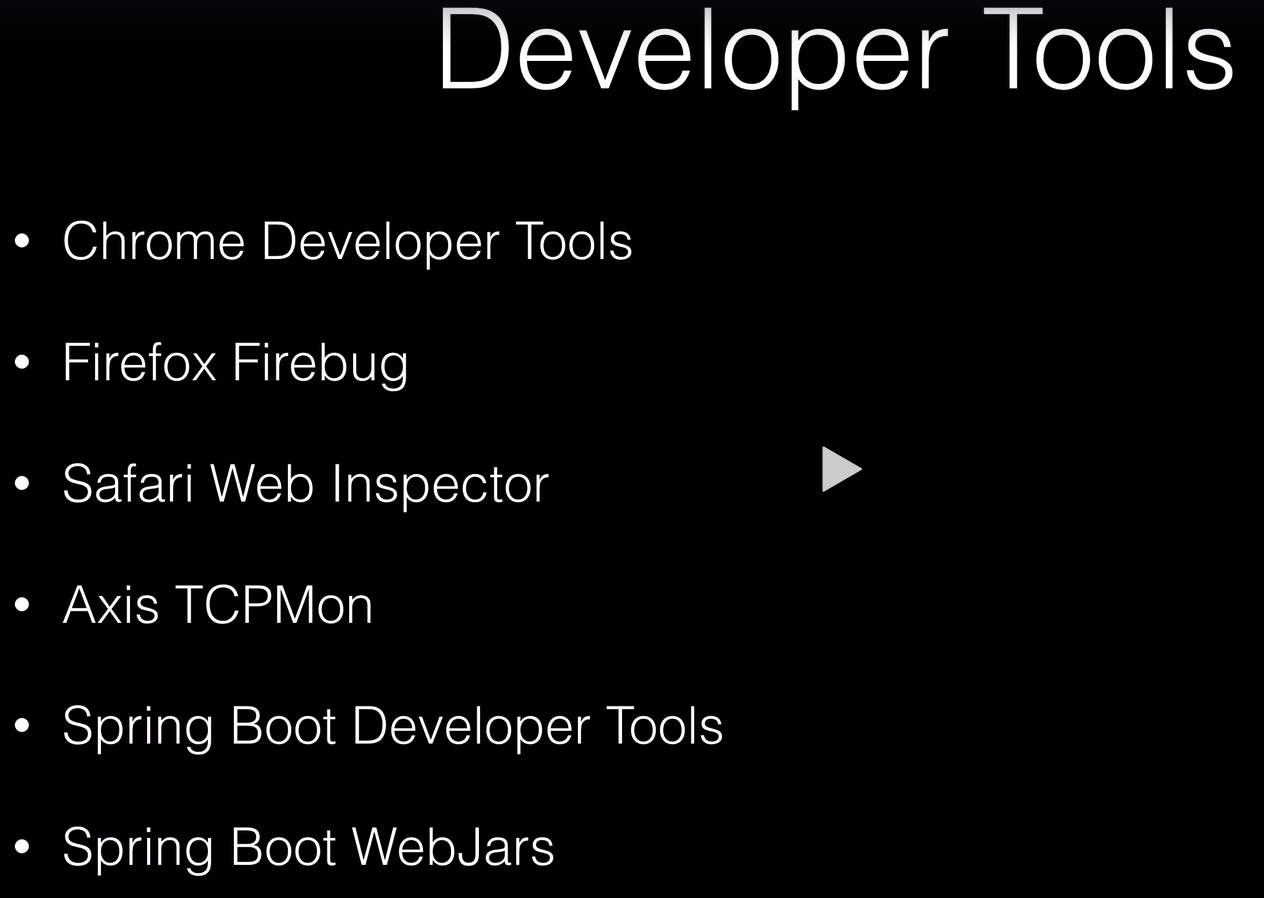 Developer Tools
• Chrome Developer Tools
• Firefox Firebug
• Safari Web Inspector
• Axis TCPMon
• Spring Boot Developer Tools
• Spring Boot WebJars